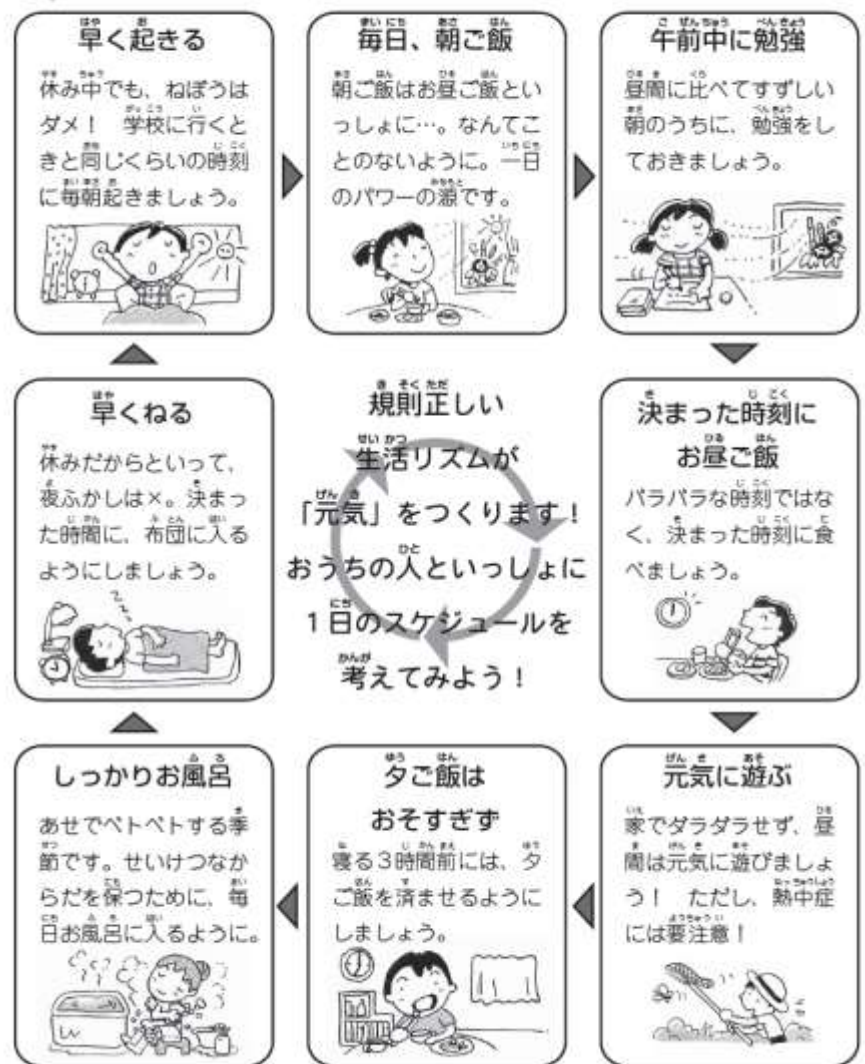 早く起きる
休み中でも、ねぼうは
ダメ！　学校に行くと
きと同じくらいの時刻
に毎朝起きましょう。
毎日、朝ご飯
朝ご飯はお昼ご飯とい
っしょに…。なんてこ
とのないように。一日
のパワーの源です。
午前中に勉強
昼間に比べてすずしい
朝のうちに、勉強をし
ておきましょう。
決まった時刻に
お昼ご飯
バラバラな時刻ではな
く、決まった時刻に食
べましょう。
元気に遊ぶ
家でダラダラせず、昼
間は元気に遊びましょ
う！　ただし、熱中症
には要注意！
夕ご飯は
おそすぎず
寝る３時間前には、夕
ご飯を済ませるように
しましょう。
しっかりお風呂
あせでベトベトする季
節です。せいけつなか
らだを保つために、毎
日お風呂に入るように。
早くねる
休みだからといって、
夜ふかしは×。決まっ
た時間に、布団に入る
ようにしましょう。
規則正しい
生活リズムが
「元気」をつくります！
おうちの人といっしょに
１日のスケジュールを
考えてみよう！